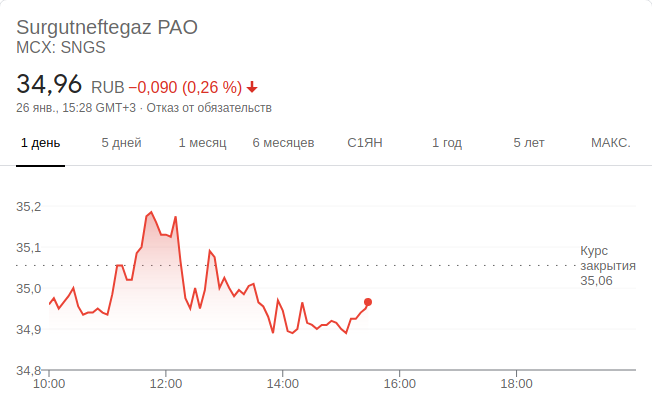 Surgutneftegaz PAO
MCX: SNGS
34,96 RUB −0,090 (0,26 %)
26 янв., 15:28 GMT+3 · Отказ от обязательств
1 день 5 дней 1 месяц 6 месяцев С1ЯН 1 год 5 лет МАКС.
35,2
35,1
Курс
закрытия
35,06
35,0
34,9
34,8
10:00 12:00 14:00 16:00 18:00